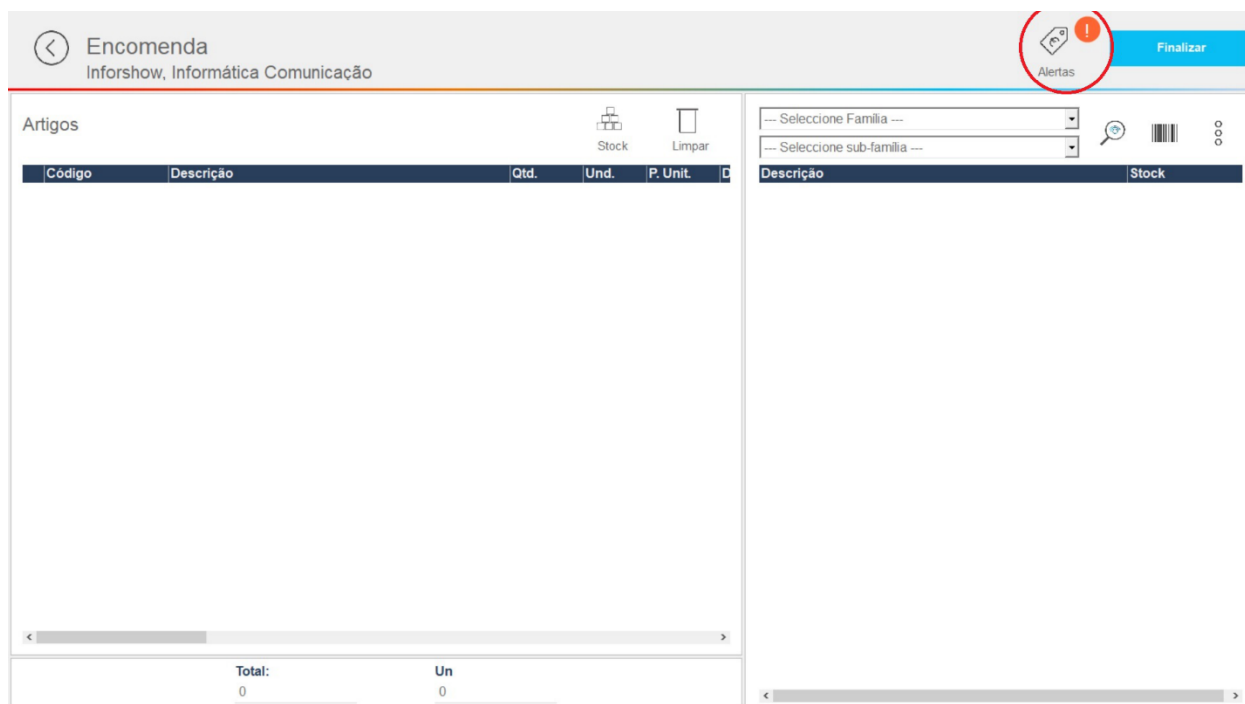 Encomenda
Inforshow, Informática Comunicação
!
Alertas
Finalizar
Artigos
Stock
Limpar
Código Descrição Qtd. Und. P. Unit. D
Total: Un
0 0
--- Seleccione Família ---
--- Seleccione sub-família ---
Descrição Stock